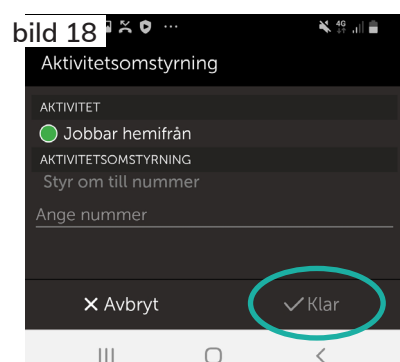 bild 18
4G
Aktivitetsomstyrning
AKTIVITET
Jobbar hemifrån
AKTIVITETSOMSTYRNING
Styr om till nummer
Ange nummer
Avbryt
Klar